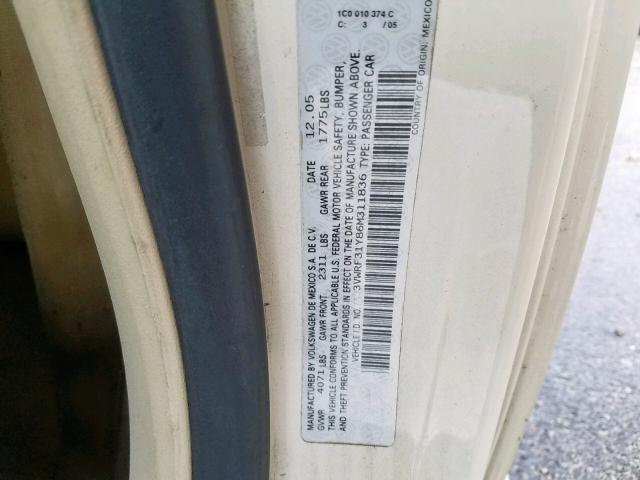 1C0 010 374 C
C: 3 /05
MANUFACTURED BY VOLKSWAGEN DE MEXICO S.A. DE C.V. DATE 12.05
GVWR 4071LBS GAWR FRONT 2311 LBS GAWR REAR 1775LBS
THIS VEHICLE CONFORMS TO ALL APPLICABLE U.S. FEDERAL MOTOR VEHICLE SAFETY, BUMPER,
AND THEFT PREVENTION STANDARDS IN EFFECT ON THE DATE OF MANUFACTURE SHOWN ABOVE.
VEHICLE ID NO.: 3VWRF31Y86M311836 TYPE: PASSENGER CAR
COUNTRY OF ORIGIN: MEXICO